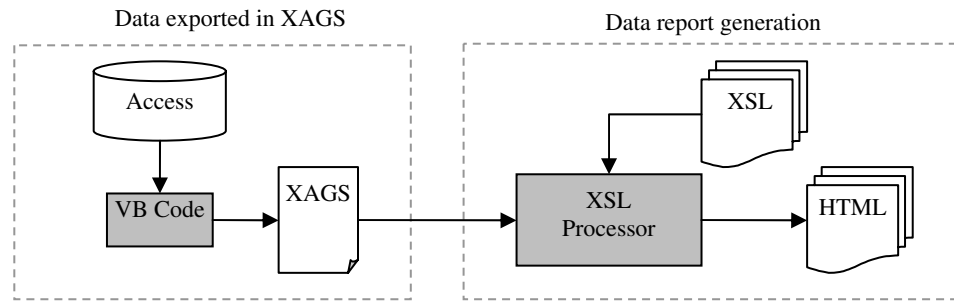 Data exported in XAGS
Data report generation
Access
VB Code
XAGS
XSL
XSL
Processor
HTML